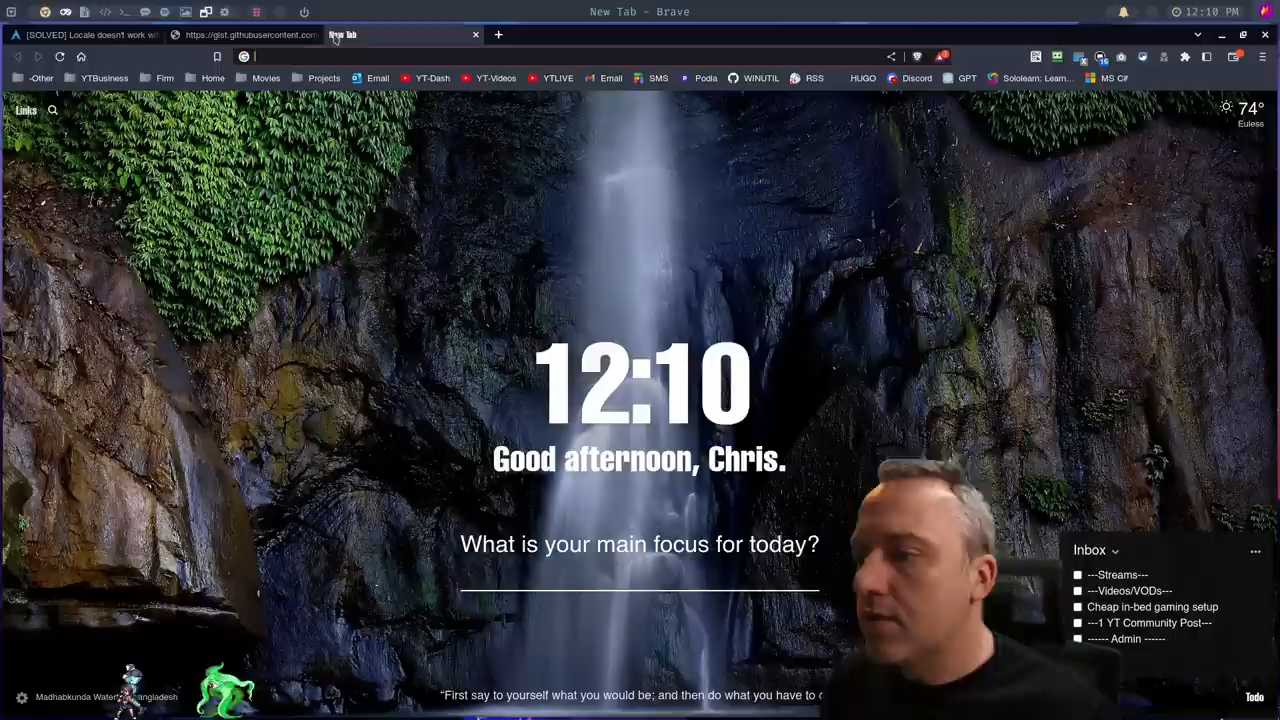 New Tab - Brave
12:10 PM
[SOLVED] Locale doesn't work wit
https://gist.githubusercontent.com
New Tab
-Other YTBusiness Firm Home Movies Projects Email YT-Dash YT-Videos YTLIVE Email SMS Podia WINUTIL RSS HUGO Discord GPT Sololearn: Learn... MS C#
Links
74°
Euless
12:10
Good afternoon, Chris.
What is your main focus for today?
Inbox
---Streams---
---Videos/VODs---
Cheap in-bed gaming setup
---1 YT Community Post---
------ Admin ------
Madhabkunda
"First say to yourself what you would be; and then do what you have to
Todo